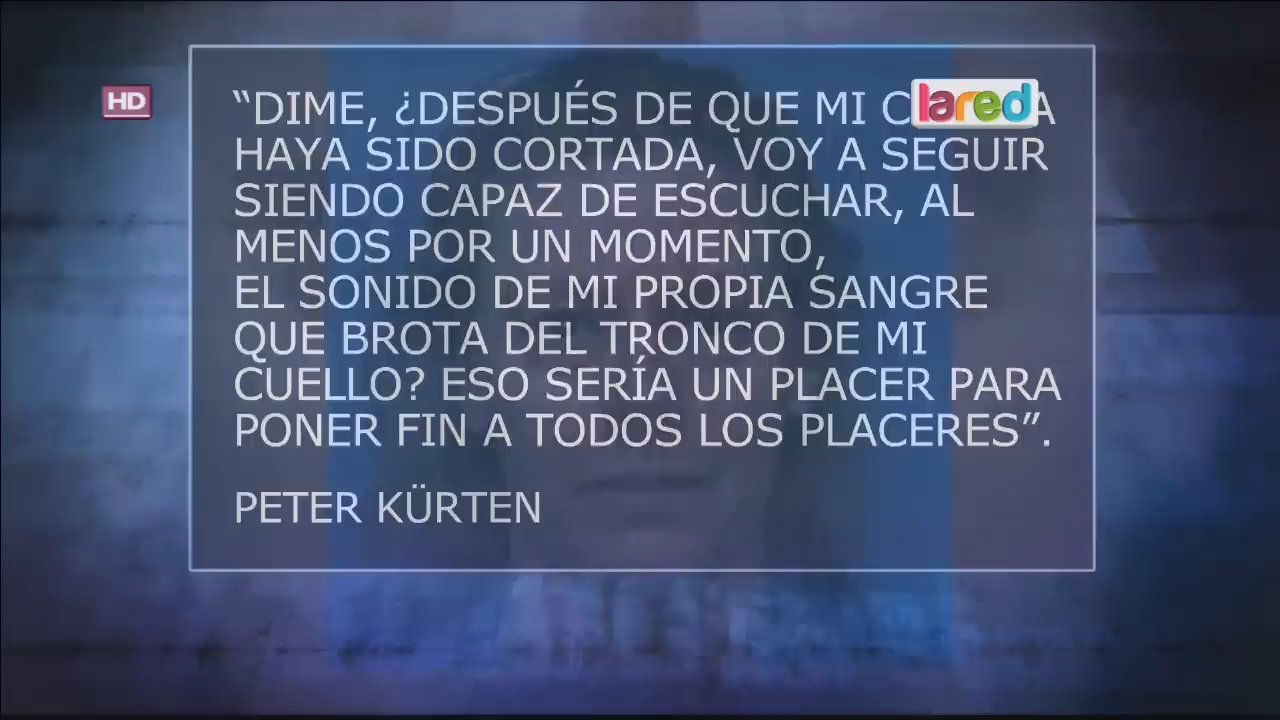 HD
lared
“DIME, ¿DESPUÉS DE QUE MI
HAYA SIDO CORTADA, VOY A SEGUIR
SIENDO CAPAZ DE ESCUCHAR, AL
MENOS POR UN MOMENTO,
EL SONIDO DE MI PROPIA SANGRE
QUE BROTA DEL TRONCO DE MI
CUELLO? ESO SERÍA UN PLACER PARA
PONER FIN A TODOS LOS PLACERES”.
PETER KÜRTEN